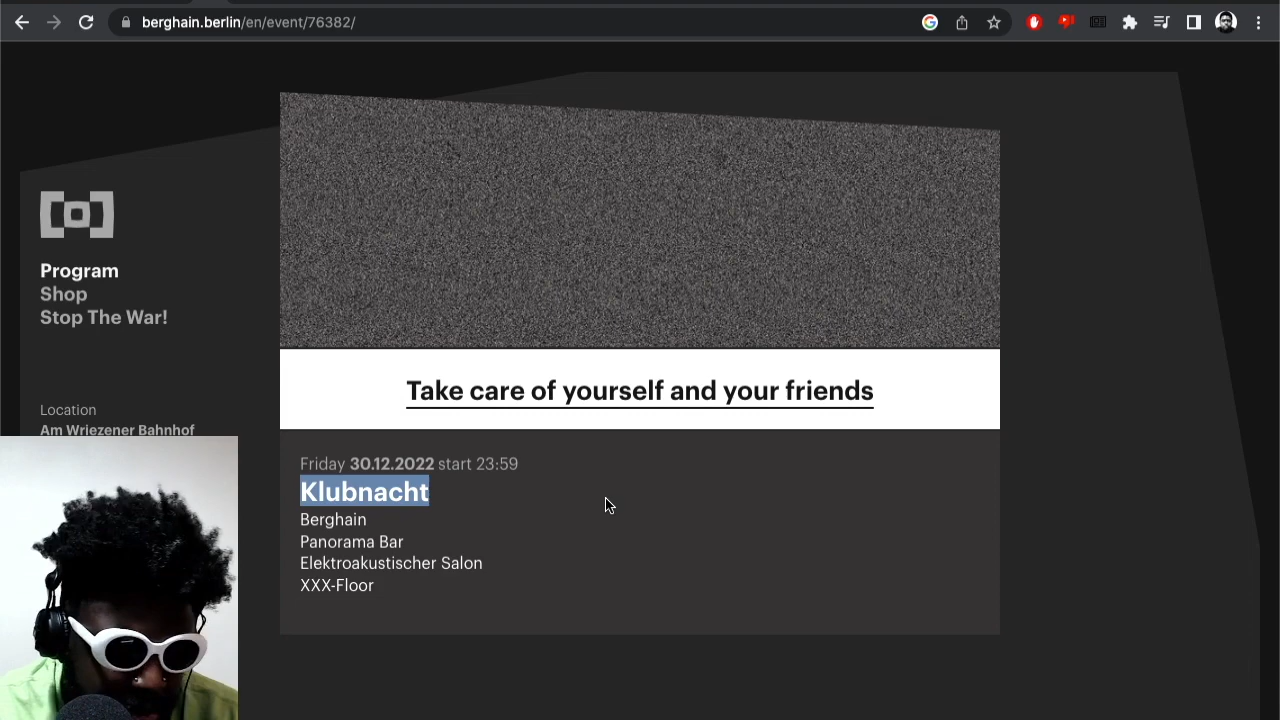 berghain.berlin/en/event/76382/
Program
Shop
Stop The War!
Location
Am Wriezener Bahnhof
Take care of yourself and your friends
Friday 30.12.2022 start 23:59
Klubnacht
Berghain
Panorama Bar
Elektroakustischer Salon
XXX-Floor